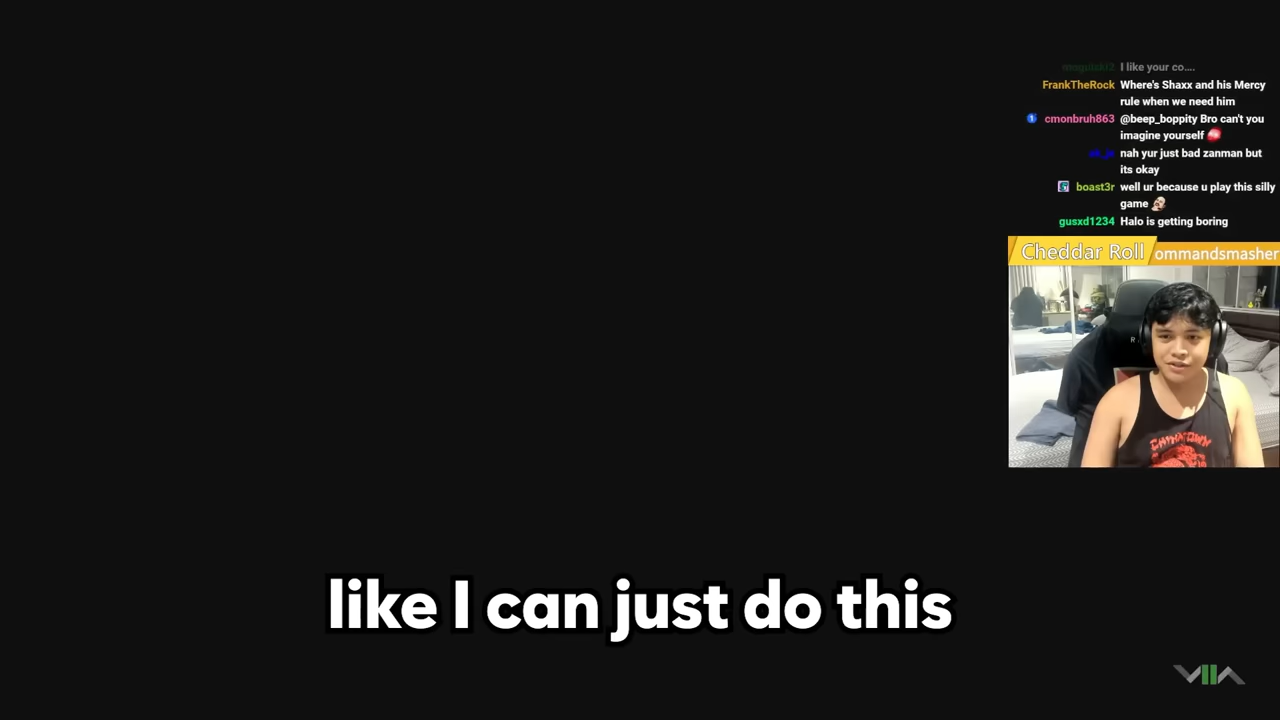 I like your co....
FrankTheRock Where's Shaxx and his Mercy
rule when we need him
cmonbruh863 @beep_boppity Bro can't you
imagine yourself
nah yur just bad zanman but
its okay
boast3r well ur because u play this silly
game
gusxd1234 Halo is getting boring
Cheddar Roll ommandsmasher
CHINATOWN
like I can just do this